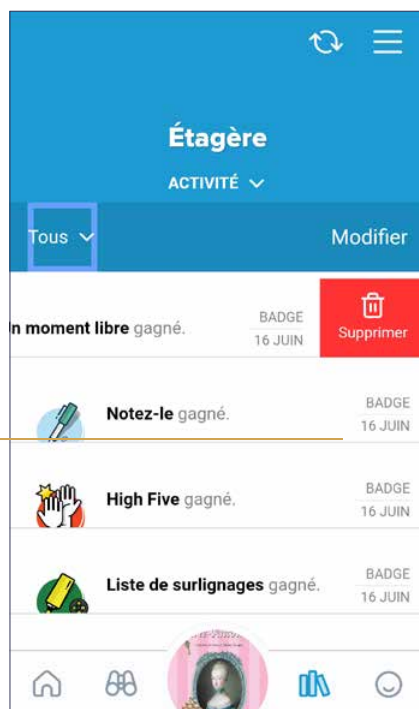 Étagère
ACTIVITÉ
Tous
Modifier
n moment libre gagné.
BADGE
16 JUIN
Supprimer
Notez-le gagné.
BADGE
16 JUIN
High Five gagné.
BADGE
16 JUIN
Liste de surlignages gagné.
BADGE
16 JUIN